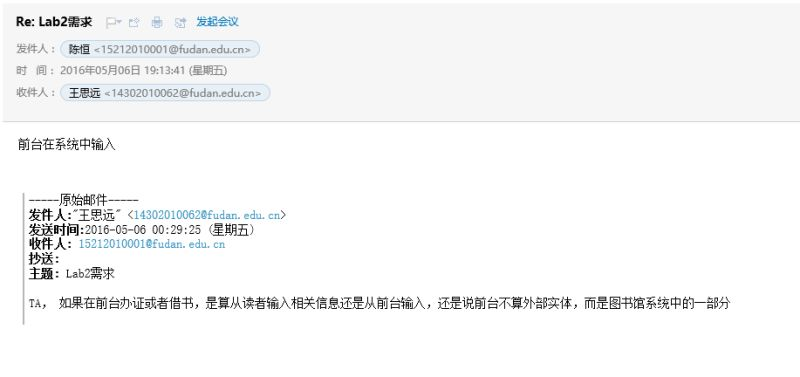 Re: Lab2需求 发起会议
发件人：陈恒 <15212010001@fudan.edu.cn>
时 间：2016年05月06日 19:13:41 (星期五)
收件人：王思远 <14302010062@fudan.edu.cn>
前台在系统中输入
-----原始邮件-----
发件人:"王思远" <14302010062@fudan.edu.cn>
发送时间:2016-05-06 00:29:25 (星期五)
收件人: 15212010001@fudan.edu.cn
抄送:
主题: Lab2需求
TA， 如果在前台办证或者借书，是算从读者输入相关信息还是从前台输入，还是说前台不算外部实体，而是图书馆系统中的一部分